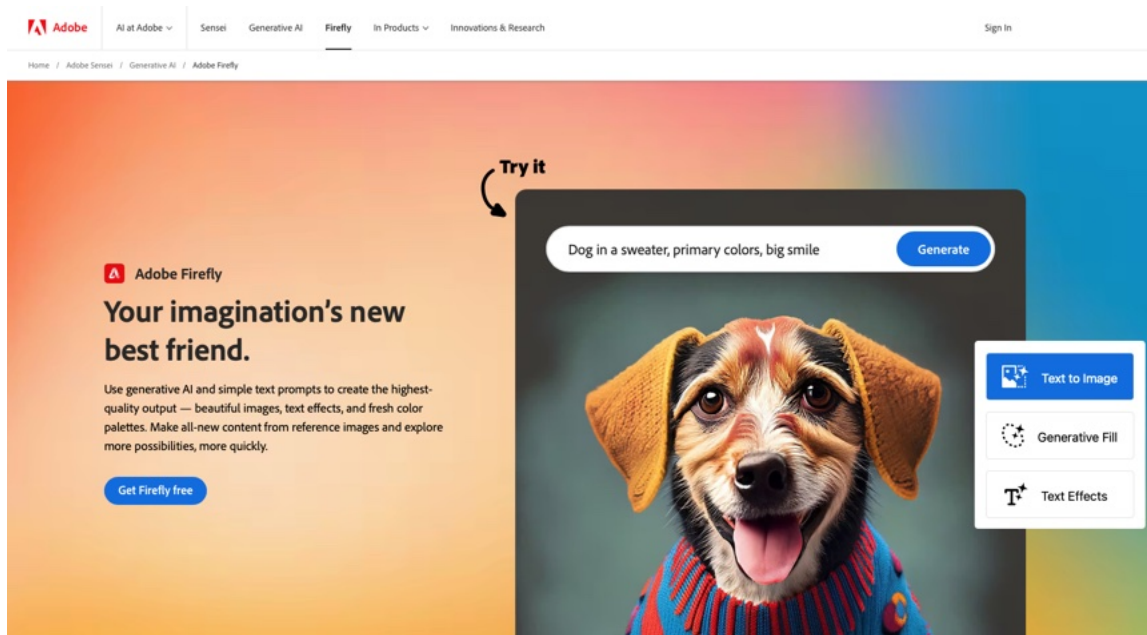 Adobe
AI at Adobe
Sensei
Generative AI
Firefly
In Products
Innovations & Research
Sign In
Home / Adobe Sensei / Generative AI / Adobe Firefly
Try it
Dog in a sweater, primary colors, big smile
Generate
Adobe Firefly
Your imagination’s new
best friend.
Use generative AI and simple text prompts to create the highest-
quality output — beautiful images, text effects, and fresh color
palettes. Make all-new content from reference images and explore
more possibilities, more quickly.
Get Firefly free
Text to Image
Generative Fill
Text Effects